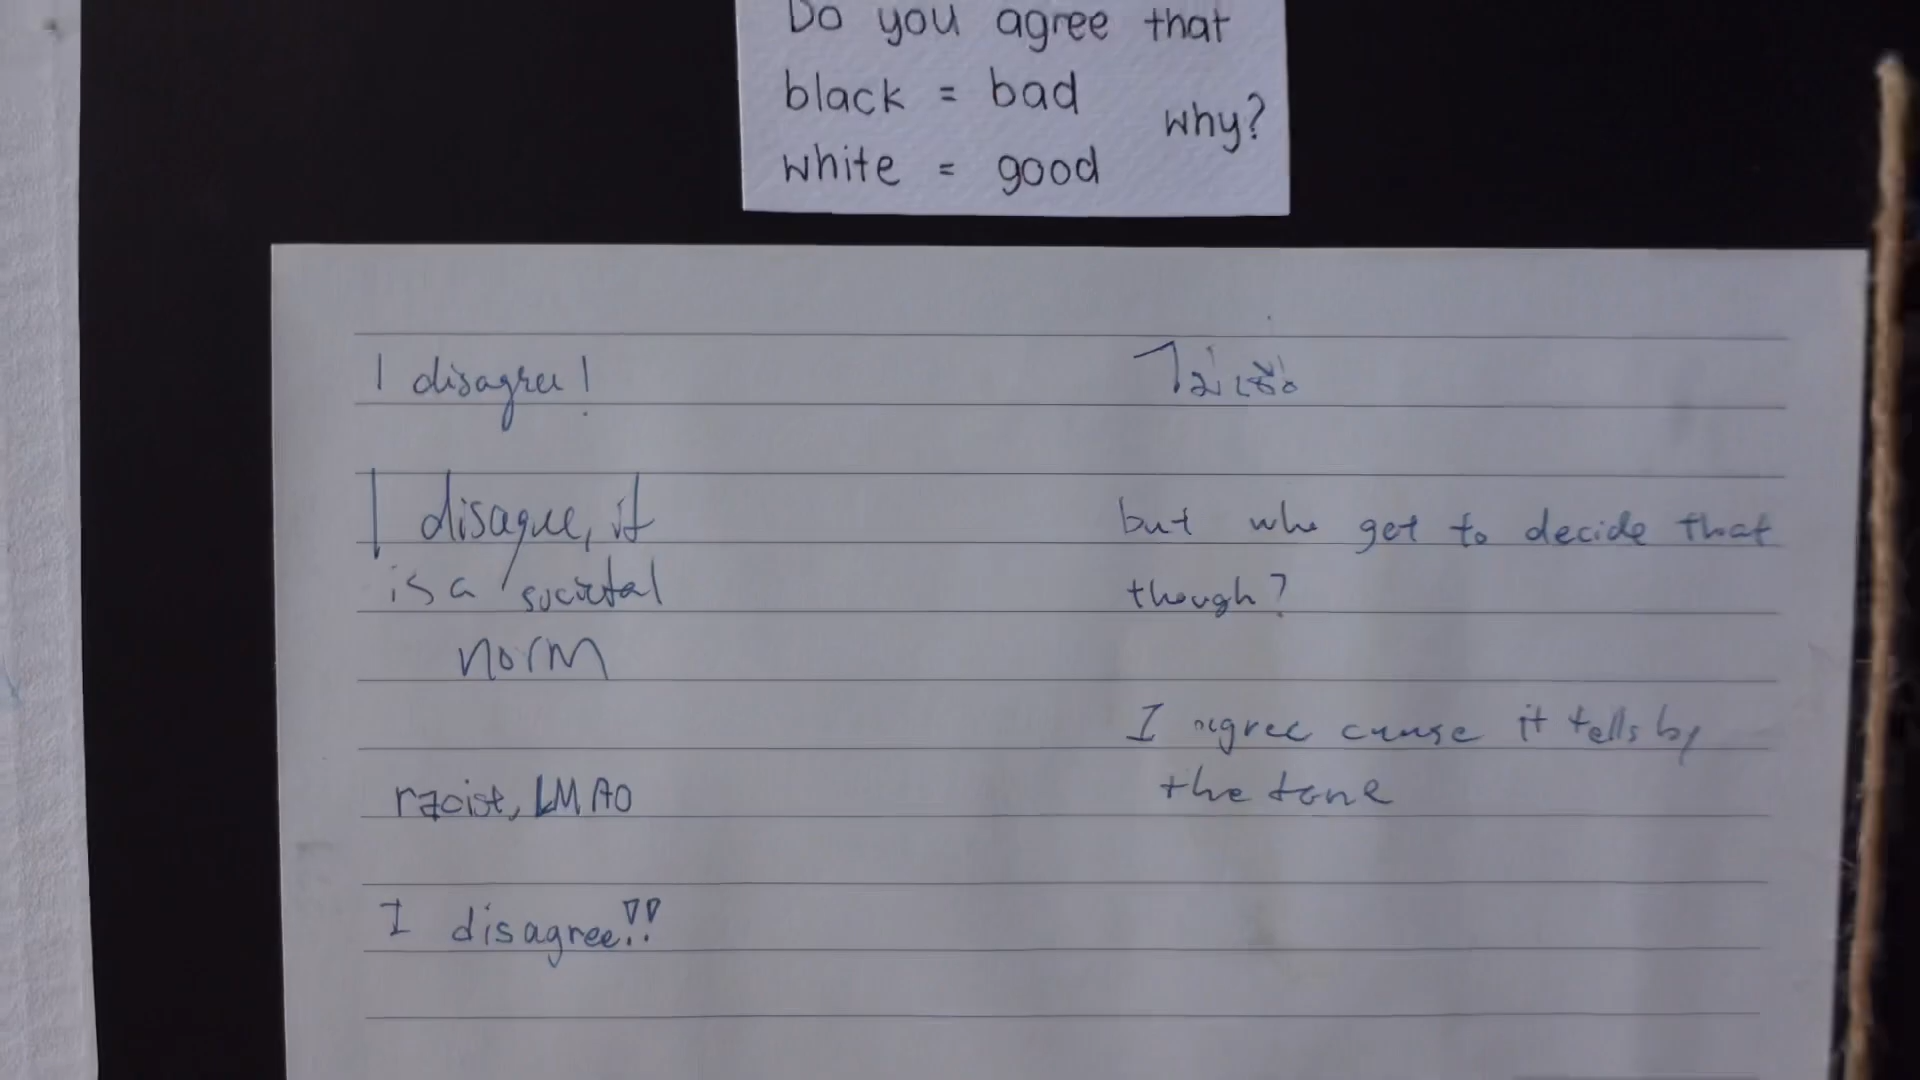 Do you agree that
black = bad
why?
white = good
I disagree!
I disagree, it
is a societal
norm
racist, LMAO
I disagree!!
ไม่เชื่อ
but who get to decide that
though?
I agree cause it tells by
the tone